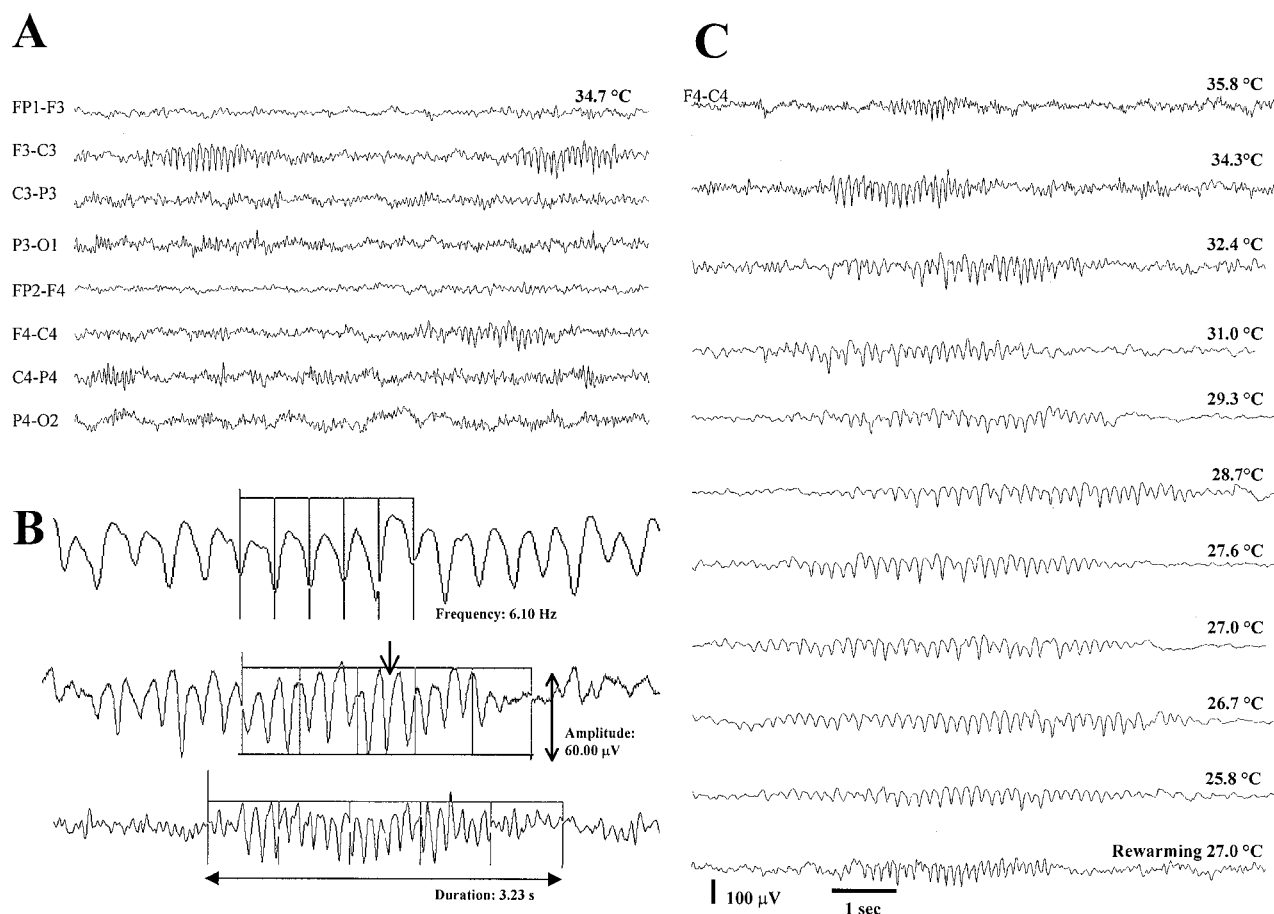 A
34.7 °C
FP1-F3
F3-C3
C3-P3
P3-O1
FP2-F4
F4-C4
C4-P4
P4-O2
B
Frequency: 6.10 Hz
Amplitude:
60.00 µV
Duration: 3.23 s
C
F4-C4
35.8 °C
34.3°C
32.4 °C
31.0 °C
29.3 °C
28.7°C
27.6 °C
27.0 °C
26.7 °C
25.8 °C
Rewarming 27.0 °C
100 µV
1 sec